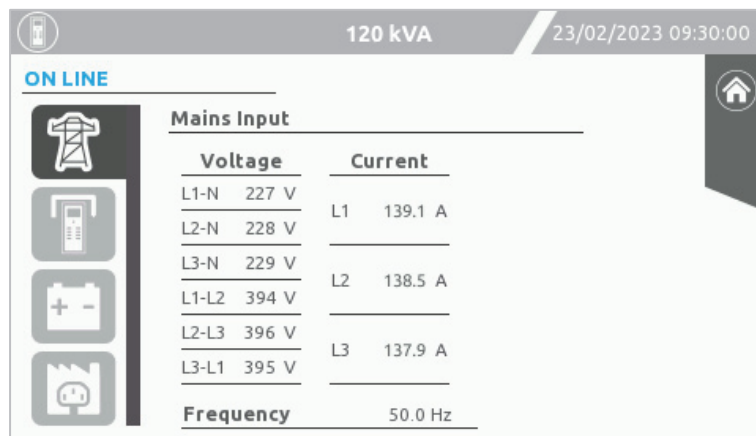 120 kVA 23/02/2023 09:30:00
ON LINE
Mains Input
Voltage Current
L1-N 227 V
L1 139.1 A
L2-N 228 V
L3-N 229 V
L2 138.5 A
L1-L2 394 V
L2-L3 396 V
L3 137.9 A
L3-L1 395 V
Frequency 50.0 Hz